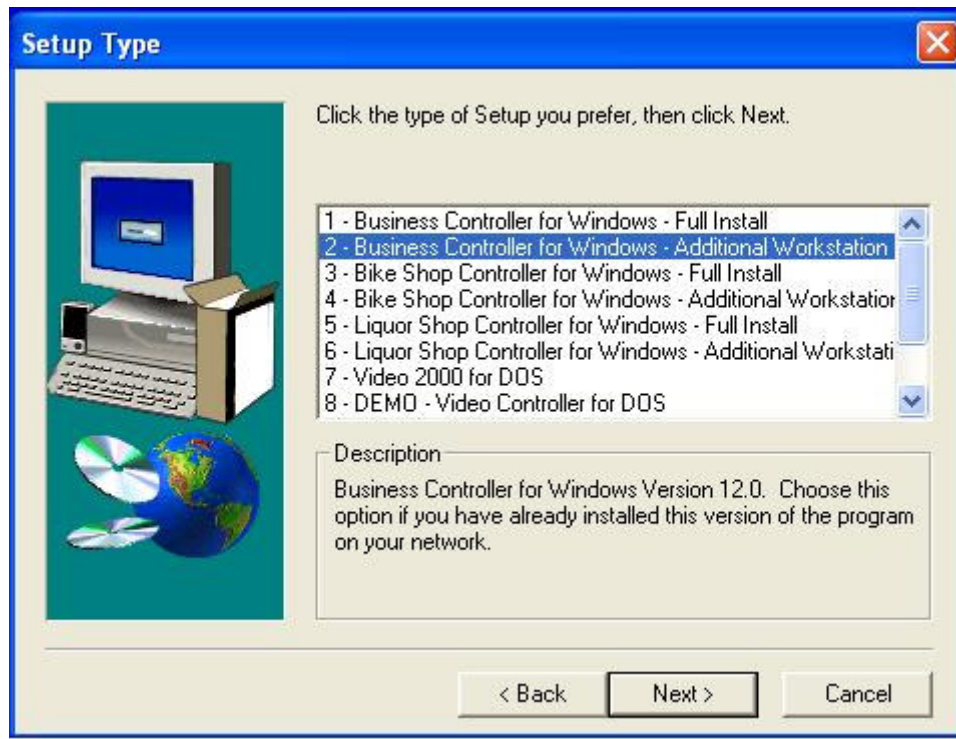 Setup Type
Click the type of Setup you prefer, then click Next.
1 - Business Controller for Windows - Full Install
2 - Business Controller for Windows - Additional Workstation
3 - Bike Shop Controller for Windows - Full Install
4 - Bike Shop Controller for Windows - Additional Workstation
5 - Liquor Shop Controller for Windows - Full Install
6 - Liquor Shop Controller for Windows - Additional Workstati
7 - Video 2000 for DOS
8 - DEMO - Video Controller for DOS
Description
Business Controller for Windows Version 12.0. Choose this
option if you have already installed this version of the program
on your network.
< Back
Next >
Cancel